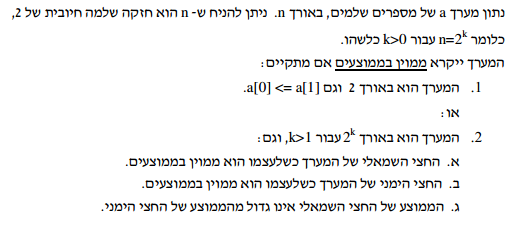 נתון מערך a של מספרים שלמים, באורך n. ניתן להניח ש- n הוא חזקה שלמה חיובית של 2,
כלומר n=2^k עבור k>0 כלשהו.
המערך ייקרא ממוין בממוצעים אם מתקיים:
1. המערך הוא באורך 2 וגם a[0] <= a[1].
או:
2. המערך הוא באורך 2^k עבור k>1, וגם:
א. החצי השמאלי של המערך כשלעצמו הוא ממוין בממוצעים.
ב. החצי הימני של המערך כשלעצמו הוא ממוין בממוצעים.
ג. הממוצע של החצי השמאלי אינו גדול מהממוצע של החצי הימני.